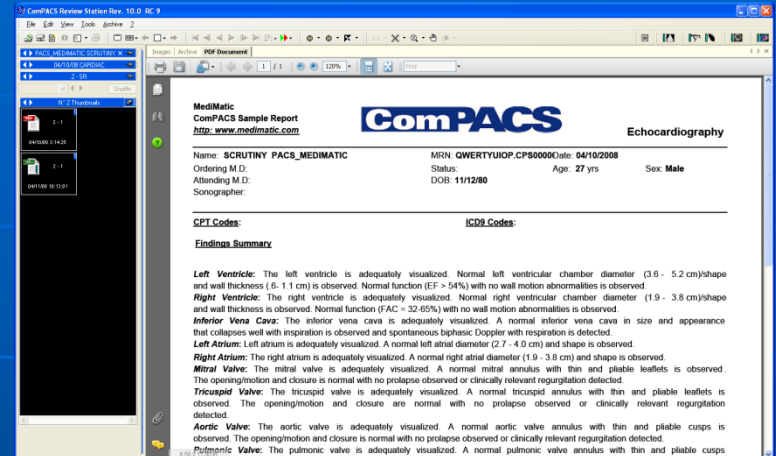 ComPACS Review Station Rev. 10.0 RC 9
File Edit View Tools Archive ?
PACS_MEDIMATIC SCRUTINY
04/10/08 CARDIAC
2 - SR
Shuffle
N° 2 Thumbnails
2 - 1
04/10/08 3:14:25
2 - 1
04/11/08 10:13:01
Images Archive PDF Document
1 / 1 120% Find
MediMatic
ComPACS Sample Report
http: www.medimatic.com
ComPACS
Echocardiography
Name: SCRUTINY PACS_MEDIMATIC MRN: QWERTYUIOP.CPS0000 Date: 04/10/2008
Ordering M.D: Status: Age: 27 yrs Sex: Male
Attending M.D: DOB: 11/12/80
Sonographer:
CPT Codes: ICD9 Codes:
Findings Summary
Left Ventricle: The left ventricle is adequately visualized. Normal left ventricular chamber diameter (3.6 - 5.2 cm)/shape
and wall thickness (.6- 1.1 cm) is observed. Normal function (EF > 54%) with no wall motion abnormalities is observed.
Right Ventricle: The right ventricle is adequately visualized. Normal right ventricular chamber diameter (1.9 - 3.8 cm)/shape
and wall thickness is observed. Normal function (FAC = 32-65%) with no wall motion abnormalities is observed.
Inferior Vena Cava: The inferior vena cava is adequately visualized. A normal inferior vena cava in size and appearance
that collapses well with inspiration is observed and spontaneous biphasic Doppler with respiration is detected.
Left Atrium: Left atrium is adequately visualized. A normal left atrial diameter (2.7 - 4.0 cm) and shape is observed.
Right Atrium: The right atrium is adequately visualized. A normal right atrial diameter (1.9 - 3.8 cm) and shape is observed.
Mitral Valve: The mitral valve is adequately visualized. A normal mitral annulus with thin and pliable leaflets is observed.
The opening/motion and closure is normal with no prolapse observed or clinically relevant regurgitation detected.
Tricuspid Valve: The tricuspid valve is adequately visualized. A normal tricuspid annulus with thin and pliable leaflets is
observed. The opening/motion and closure are normal with no prolapse observed or clinically relevant regurgitation
detected.
Aortic Valve: The aortic valve is adequately visualized. A normal aortic valve annulus with thin and pliable cusps is
observed. The opening/motion and closure is normal with no prolapse observed or clinically relevant regurgitation detected.
Pulmonic Valve: The pulmonic valve is adequately visualized. A normal pulmonic valve annulus with thin and pliable cusps